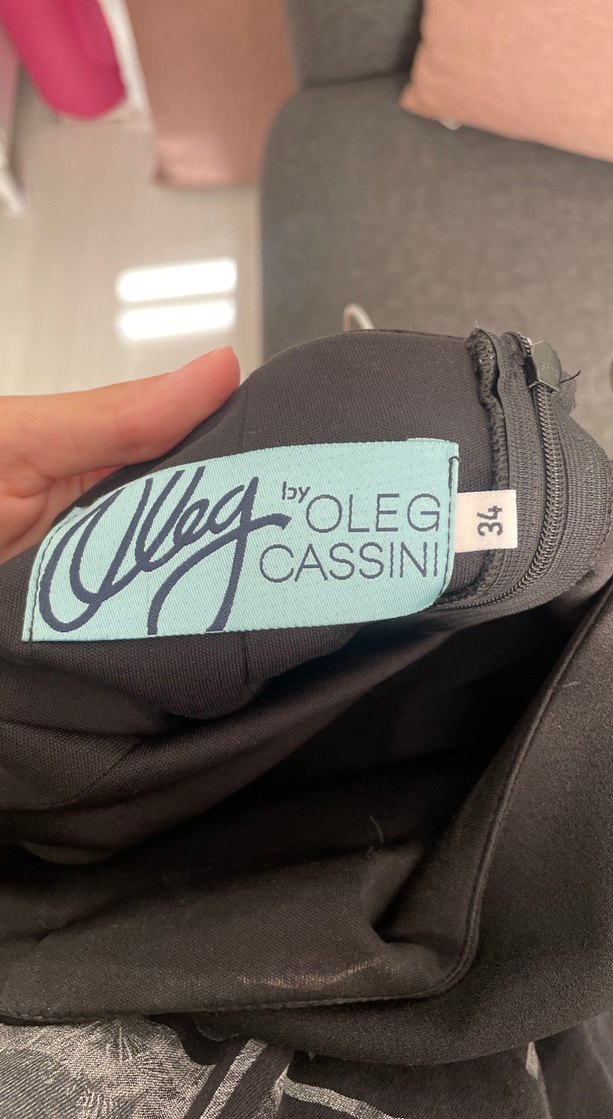 Oleg
by OLEG
CASSINI
34